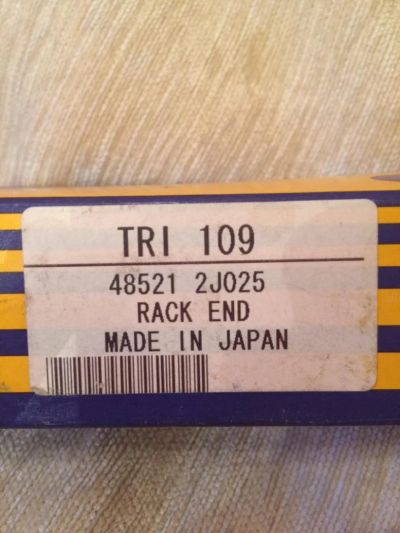 TRI 109
48521 2J025
RACK END
MADE IN JAPAN